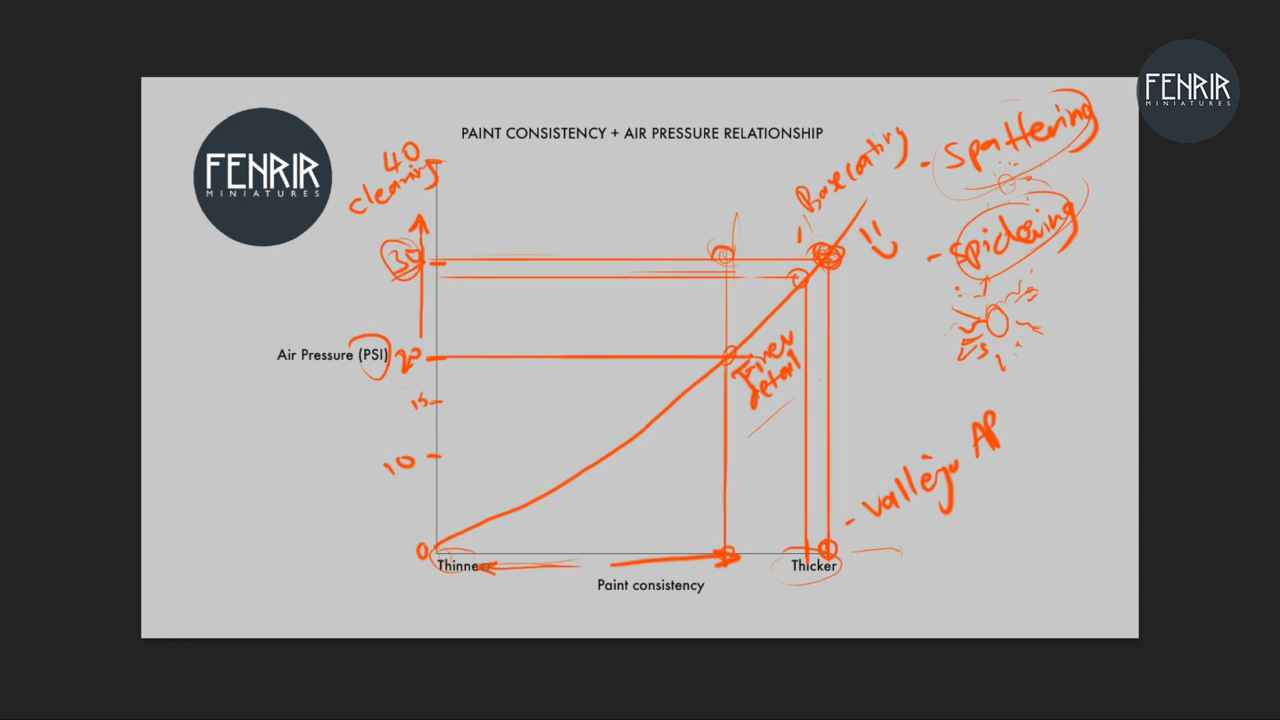 FENRIR
MINIATURES
FENRIR
MINIATURES
PAINT CONSISTENCY + AIR PRESSURE RELATIONSHIP
40
cleaning
Basecoating
- Spattering
- Spidering
30
Air Pressure (PSI) 20
Finer
detail
15
10
- Vallejo AP
0
Thinner
Thicker
Paint consistency